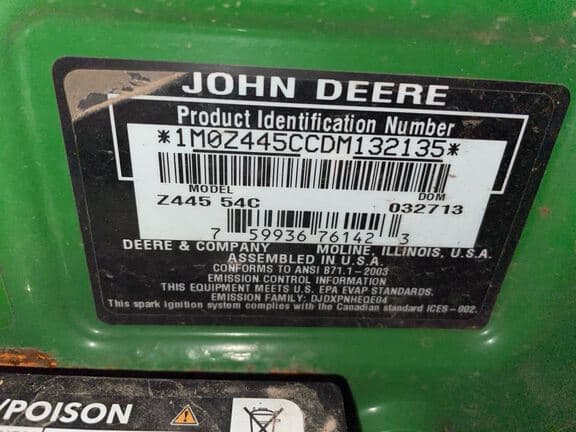 JOHN DEERE
Product Identification Number
*1M0Z445CCDM132135*
MODEL DOM
Z445 54C 032713
7 59936 76142 3
DEERE & COMPANY MOLINE, ILLINOIS, U.S.A.
ASSEMBLED IN U.S.A.
CONFORMS TO ANSI B71.1-2003
EMISSION CONTROL INFORMATION
THIS EQUIPMENT MEETS U.S. EPA EVAP STANDARDS.
EMISSION FAMILY: DJDXPNHEQE04
This spark ignition system complies with the Canadian standard ICES-002.
/POISON